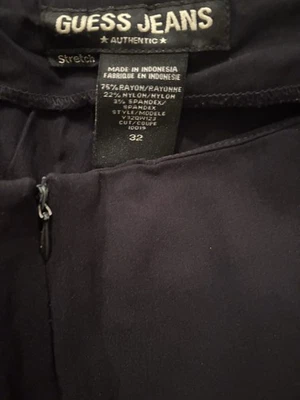 GUESS JEANS
★ AUTHENTIC ★
Stretch
MADE IN INDONESIA
FABRIQUE EN INDONESIE
75% RAYON/RAYONNE
22% NYLON/NYLON
3% SPANDEX/
SPANDEX
STYLE/MODELE
CUT/COUPE
10019
32